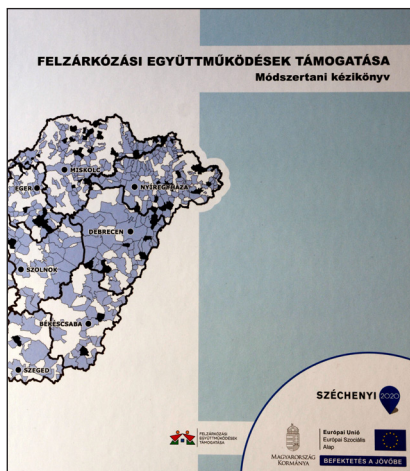 FELZÁRKÓZÁSI EGYÜTTMŰKÖDÉSEK TÁMOGATÁSA
Módszertani kézikönyv
MISKOLC
EGER
NYÍREGYHÁZA
DEBRECEN
SZOLNOK
BÉKÉSCSABA
SZEGED
FELZÁRKÓZÁSI
EGYÜTTMŰKÖDÉSEK
TÁMOGATÁSA
SZÉCHENYI 2020
MAGYARORSZÁG
KORMÁNYA
Európai Unió
Európai Szociális
Alap
BEFEKTETÉS A JÖVŐBE